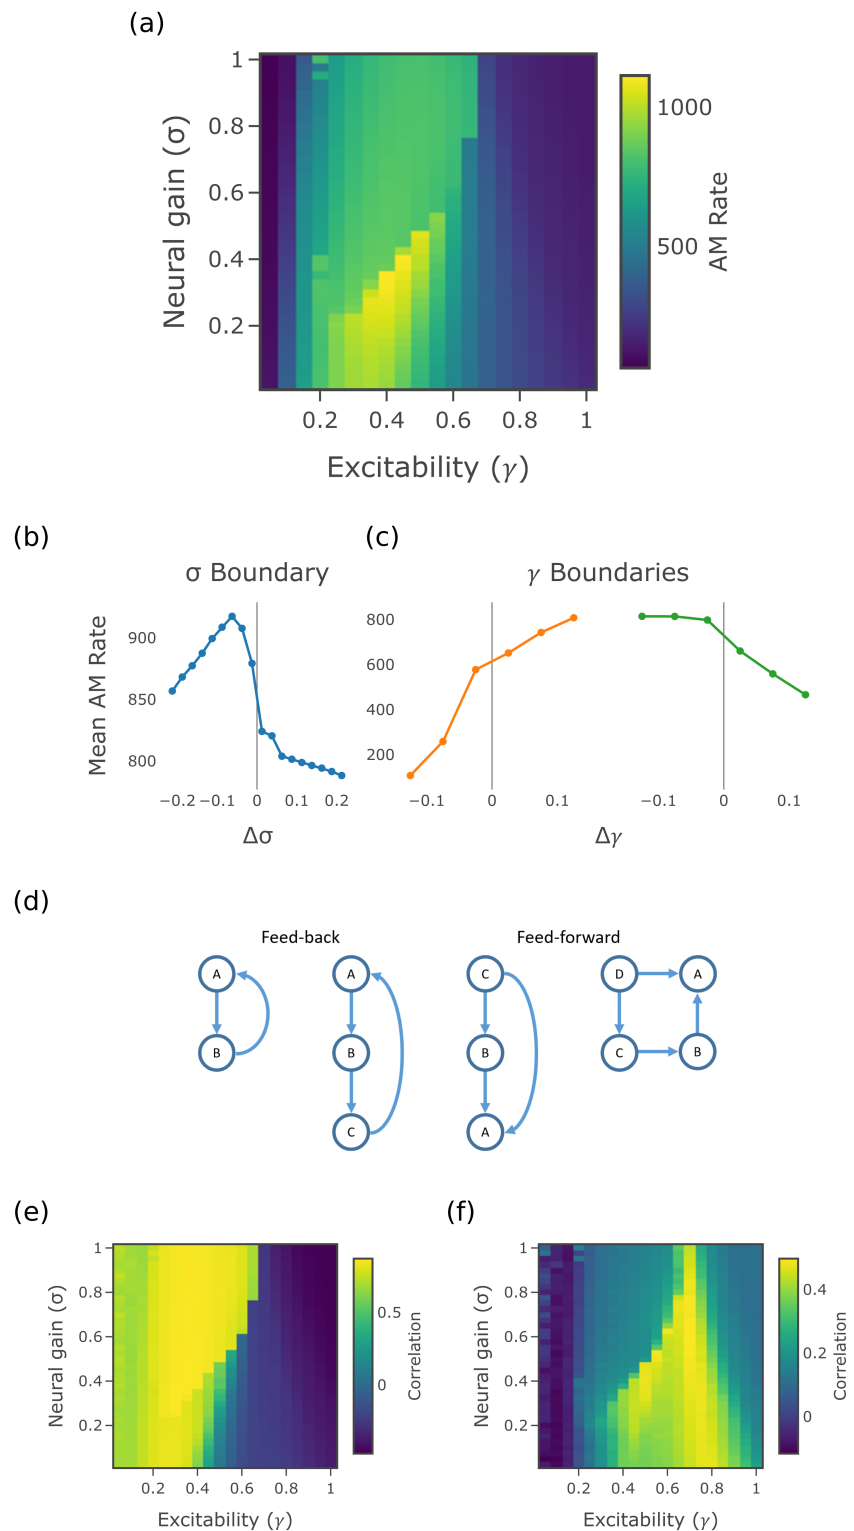 (a)
1
0.8
0.6
0.4
0.2
Neural gain (σ)
0.2 0.4 0.6 0.8 1
Excitability (γ)
1000
500
AM Rate
(b)
σ Boundary
900
850
800
Mean AM Rate
−0.2 −0.1 0 0.1 0.2
Δσ
(c)
γ Boundaries
800
600
400
200
−0.1 0 0.1
−0.1 0 0.1
Δγ
(d)
Feed-back
Feed-forward
A A C D A
B B B C B
C A
(e)
1
0.8
0.6
0.4
0.2
Neural gain (σ)
0.2 0.4 0.6 0.8 1
Excitability (γ)
0.5
0
Correlation
(f)
1
0.8
0.6
0.4
0.2
Neural gain (σ)
0.2 0.4 0.6 0.8 1
Excitability (γ)
0.4
0.2
0
Correlation